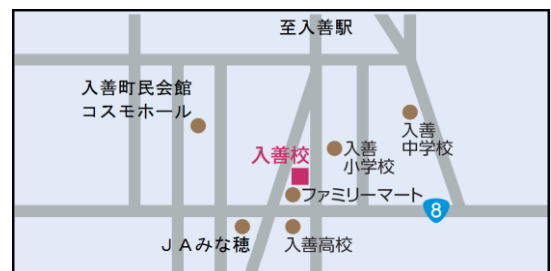 至入善駅
入善町民会館
コスモホール
入善
中学校
入善校
入善
小学校
ファミリーマート
8
ＪＡみな穂
入善高校